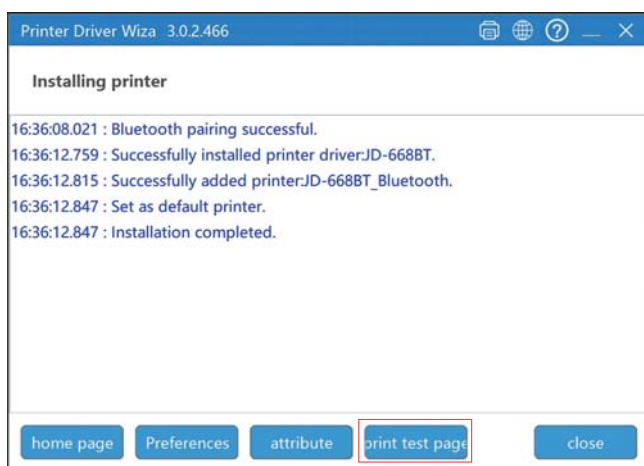 Printer Driver Wiza 3.0.2.466
Installing printer
16:36:08.021 : Bluetooth pairing successful.
16:36:12.759 : Successfully installed printer driver:JD-668BT.
16:36:12.815 : Successfully added printer:JD-668BT_Bluetooth.
16:36:12.847 : Set as default printer.
16:36:12.847 : Installation completed.
home page Preferences attribute print test page close